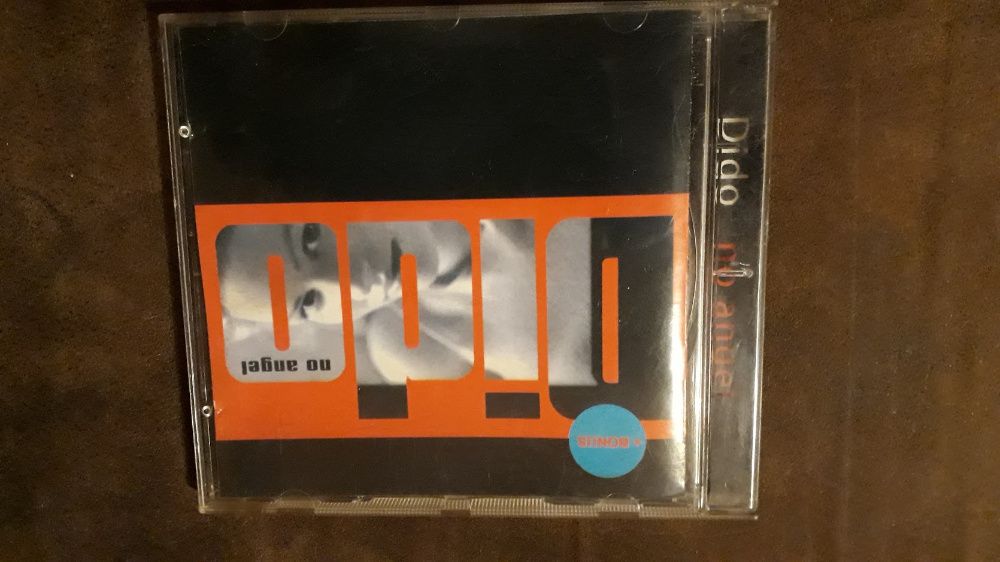 Dido
no angel
+ BONUS
Dido no angel